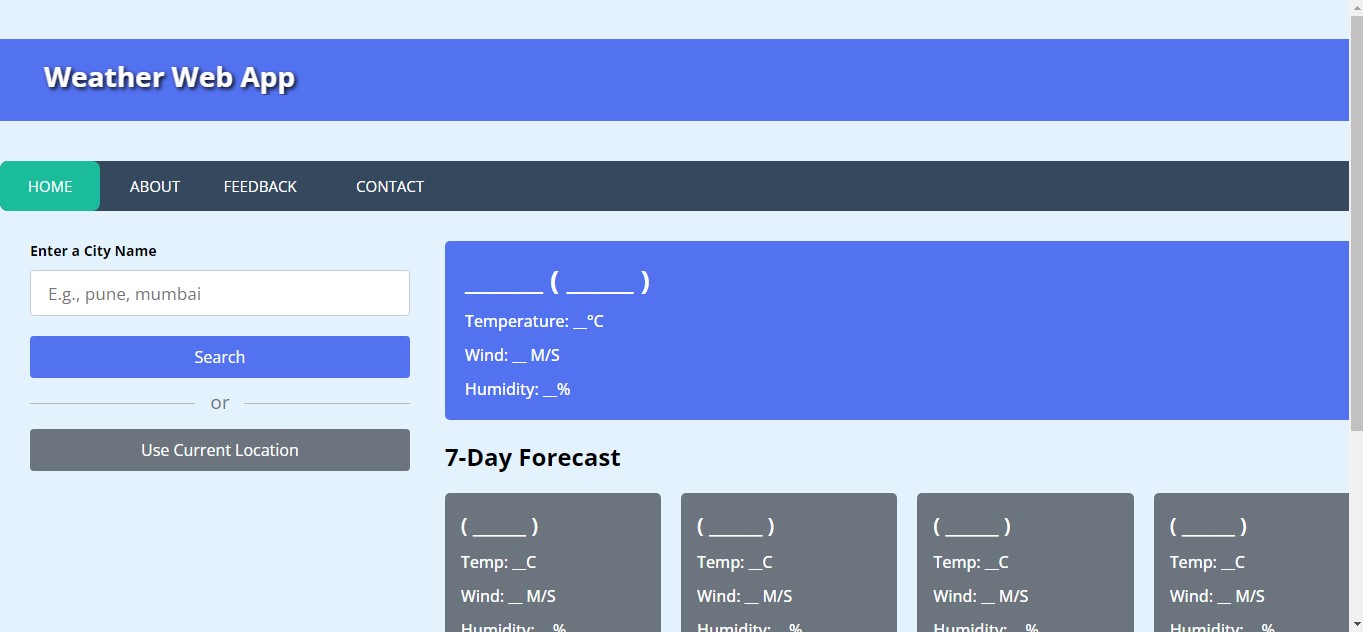 Weather Web App
HOME ABOUT FEEDBACK CONTACT
Enter a City Name
E.g., pune, mumbai
Search
or
Use Current Location
_______ ( ______ )
Temperature: __°C
Wind: __ M/S
Humidity: __%
7-Day Forecast
( ______ ) ( ______ ) ( ______ ) ( ______ )
Temp: __C Temp: __C Temp: __C Temp: __C
Wind: __ M/S Wind: __ M/S Wind: __ M/S Wind: __ M/S
Humidity: __% Humidity: __% Humidity: __% Humidity: __%